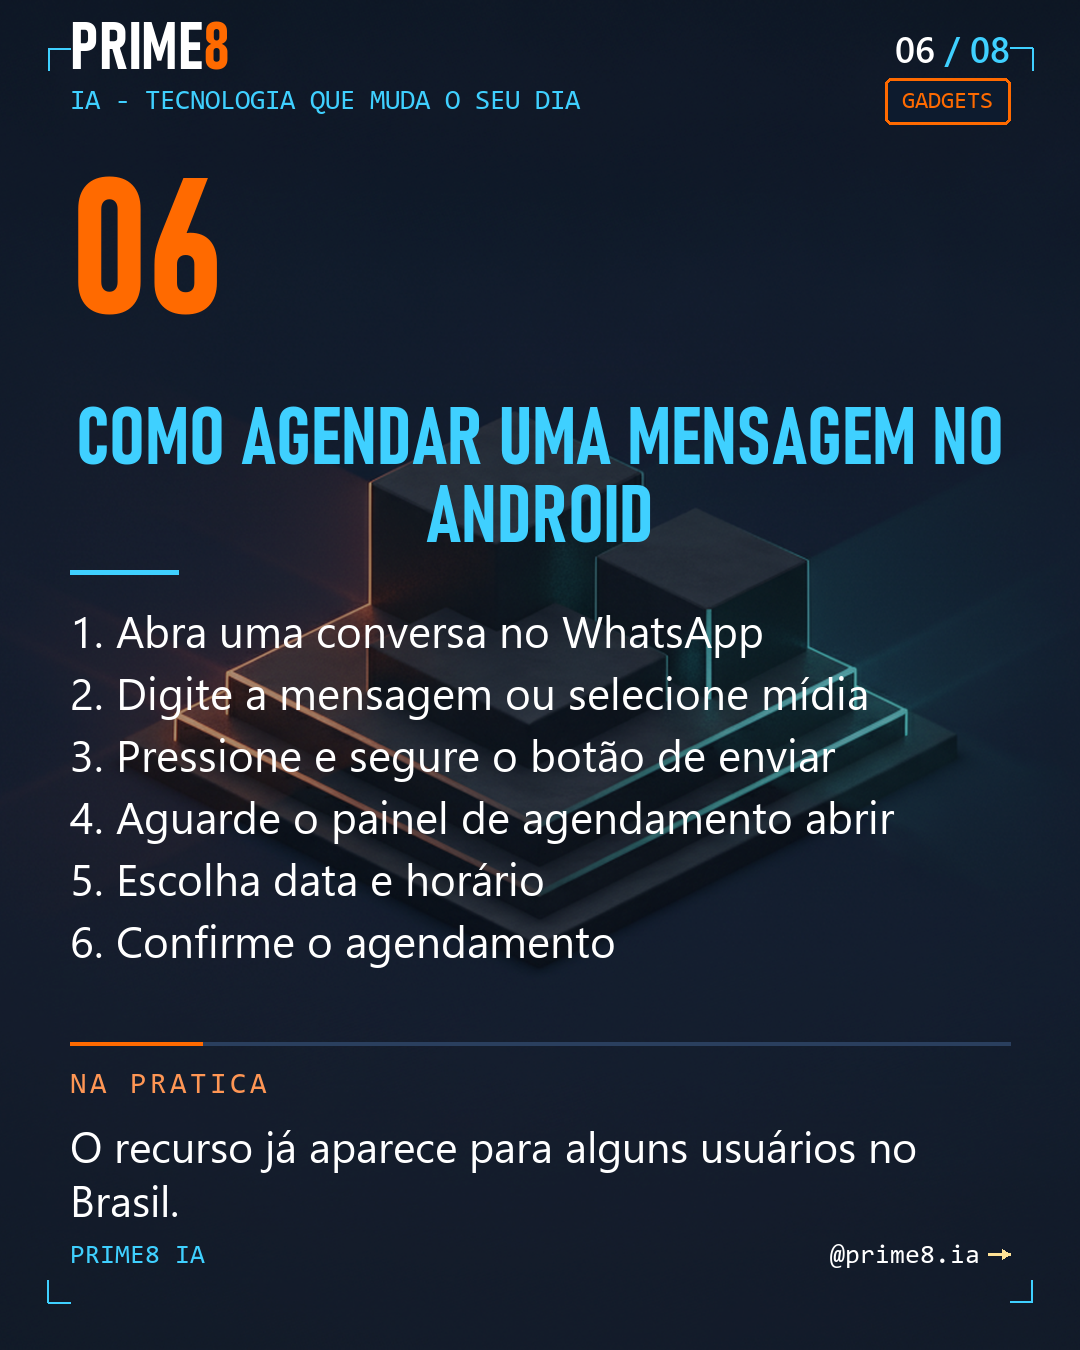 PRIME8
06 / 08
IA - TECNOLOGIA QUE MUDA O SEU DIA
GADGETS
06
COMO AGENDAR UMA MENSAGEM NO
ANDROID
1. Abra uma conversa no WhatsApp
2. Digite a mensagem ou selecione mídia
3. Pressione e segure o botão de enviar
4. Aguarde o painel de agendamento abrir
5. Escolha data e horário
6. Confirme o agendamento
NA PRATICA
O recurso já aparece para alguns usuários no
Brasil.
PRIME8 IA
@prime8.ia